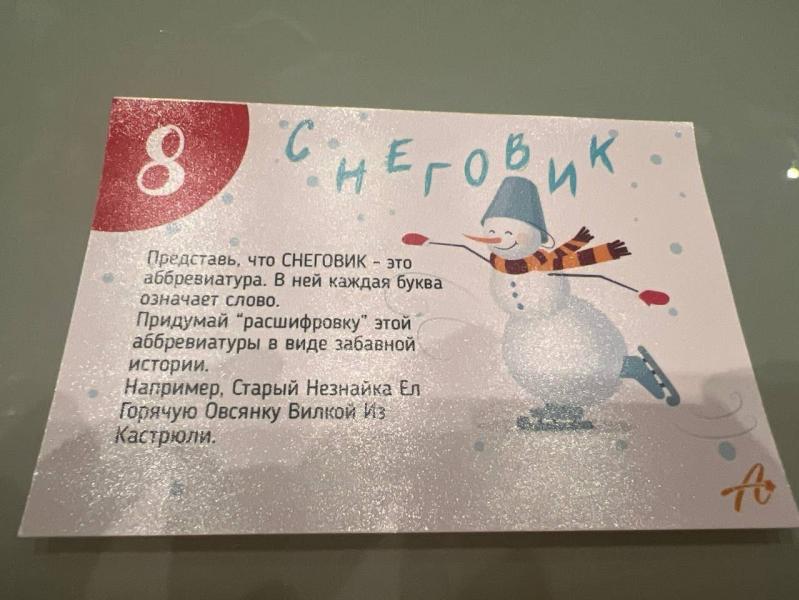 8
СНЕГОВИК
Представь, что СНЕГОВИК - это
аббревиатура. В ней каждая буква
означает слово.
Придумай "расшифровку" этой
аббревиатуры в виде забавной
истории.
Например, Старый Незнайка Ел
Горячую Овсянку Вилкой Из
Кастрюли.